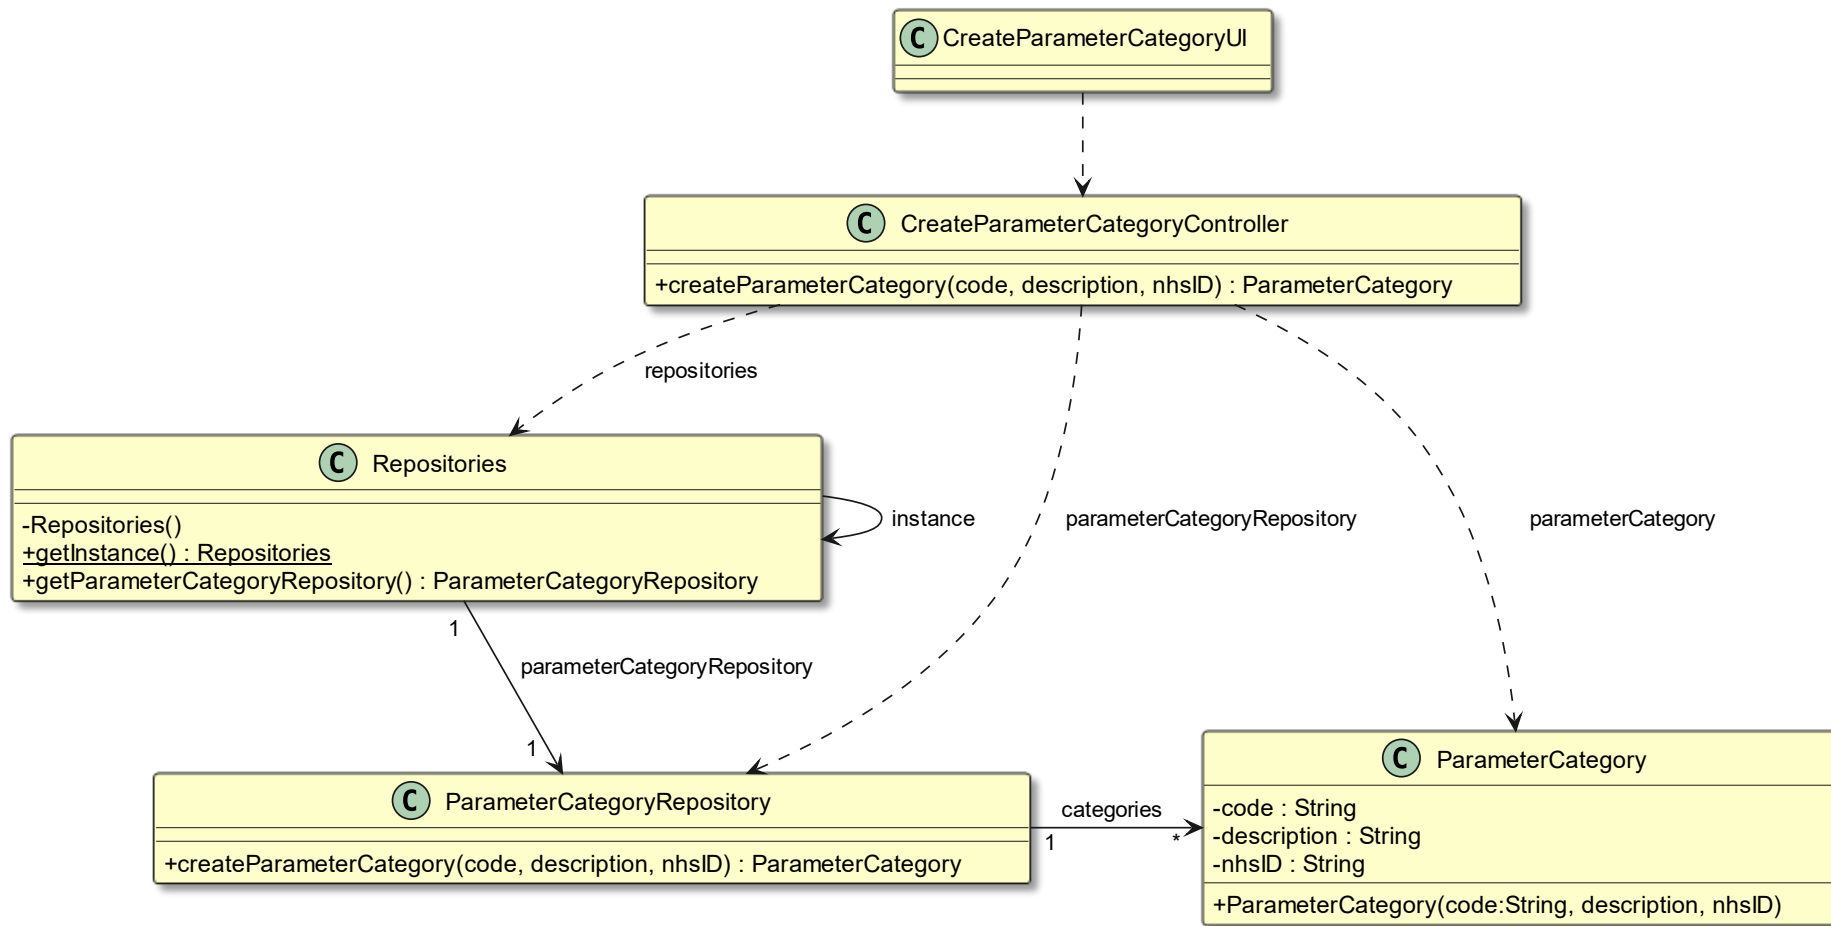 C CreateParameterCategoryUI
C CreateParameterCategoryController
+createParameterCategory(code, description, nhsID) : ParameterCategory
repositories
C Repositories
-Repositories()
+getInstance() : Repositories
+getParameterCategoryRepository() : ParameterCategoryRepository
instance
parameterCategoryRepository
parameterCategory
1
parameterCategoryRepository
1
C ParameterCategoryRepository
+createParameterCategory(code, description, nhsID) : ParameterCategory
categories
1
*
C ParameterCategory
-code : String
-description : String
-nhsID : String
+ParameterCategory(code:String, description, nhsID)